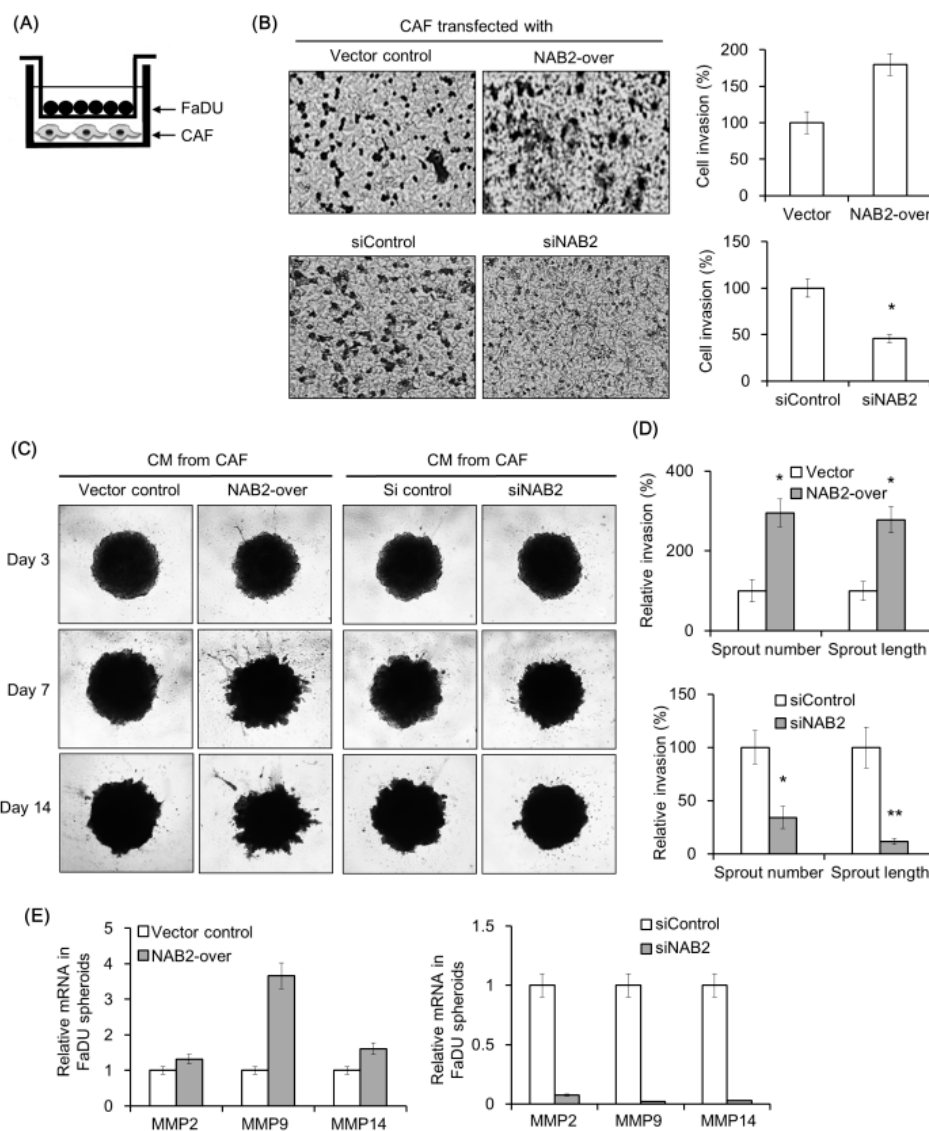 (A)
FaDU
CAF
(B)
CAF transfected with
Vector control NAB2-over
siControl siNAB2
Cell invasion (%)
200
150
100
50
0
Vector NAB2-over
Cell invasion (%)
150
100
50
0
*
siControl siNAB2
(C)
CM from CAF CM from CAF
Vector control NAB2-over Si control siNAB2
Day 3
Day 7
Day 14
(D)
Relative invasion (%)
400
200
0
Vector
NAB2-over
* *
Sprout number Sprout length
Relative invasion (%)
150
100
50
0
siControl
siNAB2
* **
Sprout number Sprout length
(E)
Relative mRNA in
FaDU spheroids
5
4
3
2
1
0
Vector control
NAB2-over
MMP2 MMP9 MMP14
Relative mRNA in
FaDU spheroids
1.5
1
0.5
0
siControl
siNAB2
MMP2 MMP9 MMP14